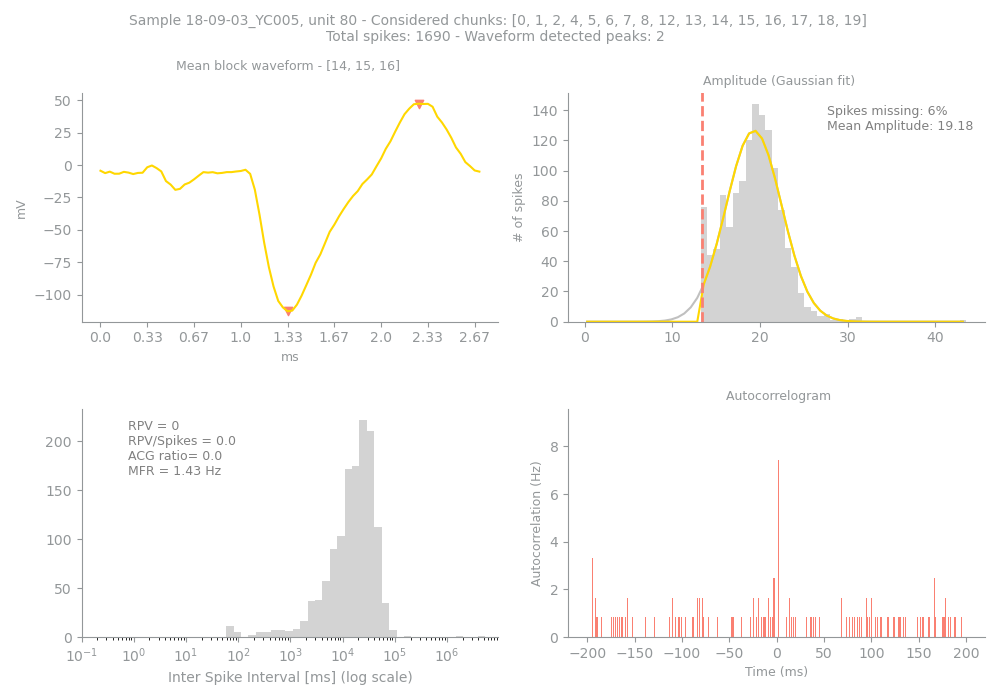 Sample 18-09-03_YC005, unit 80 - Considered chunks: [0, 1, 2, 4, 5, 6, 7, 8, 12, 13, 14, 15, 16, 17, 18, 19]
Total spikes: 1690 - Waveform detected peaks: 2
Mean block waveform - [14, 15, 16]
50
25
0
−25
−50
−75
−100
mV
0.0 0.33 0.67 1.0 1.33 1.67 2.0 2.33 2.67
ms
Amplitude (Gaussian fit)
Spikes missing: 6%
Mean Amplitude: 19.18
140
120
100
80
60
40
20
0
# of spikes
0 10 20 30 40
RPV = 0
RPV/Spikes = 0.0
ACG ratio= 0.0
MFR = 1.43 Hz
200
150
100
50
0
10⁻¹ 10⁰ 10¹ 10² 10³ 10⁴ 10⁵ 10⁶
Inter Spike Interval [ms] (log scale)
Autocorrelogram
8
6
4
2
0
Autocorrelation (Hz)
−200 −150 −100 −50 0 50 100 150 200
Time (ms)